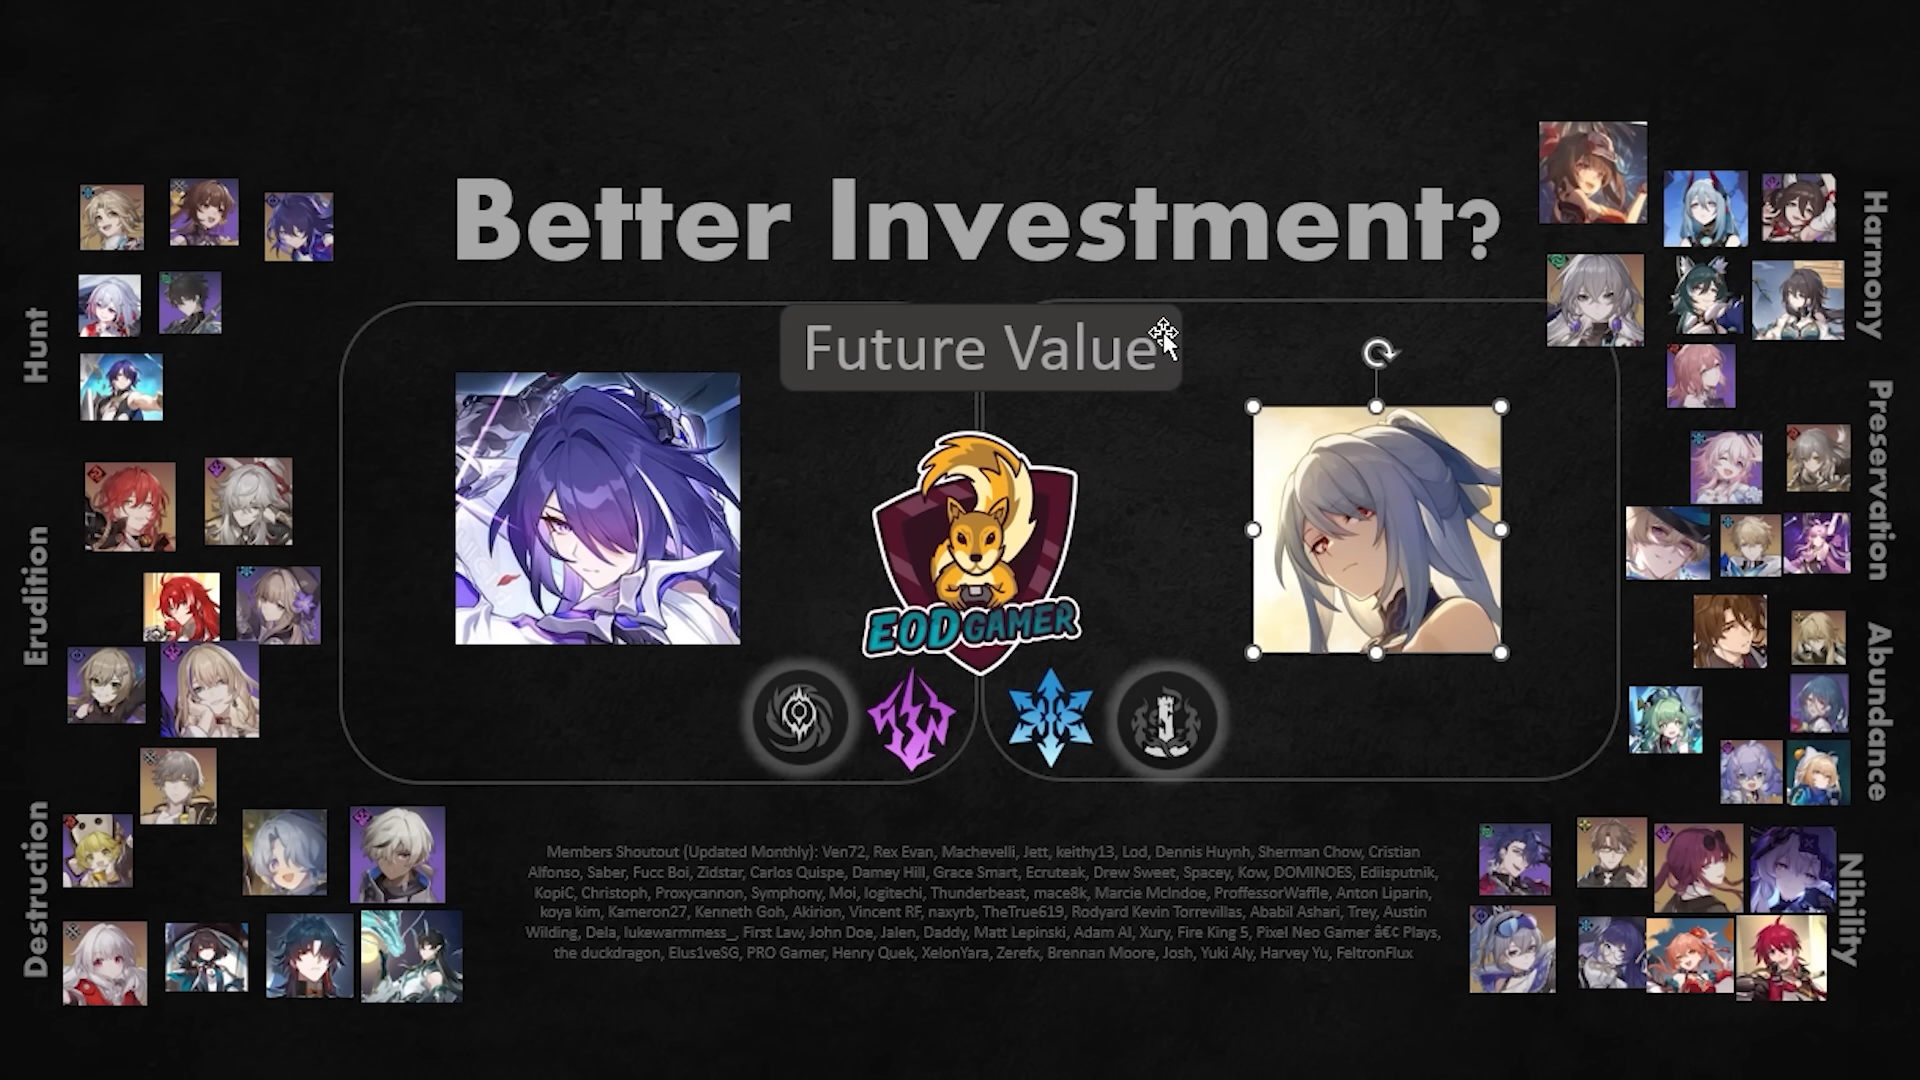 Better Investment?
Future Value
Hunt
Erudition
Destruction
Harmony
Preservation
Abundance
Nihility
EOD GAMER
Members Shoutout (Updated Monthly): Ven72, Rex Evan, Machevelli, Jett, keithy13, Lod, Dennis Huynh, Sherman Chow, Cristian
Alfonso, Saber, Fucc Boi, Zidstar, Carlos Quispe, Damey Hill, Grace Smart, Ecruteak, Drew Sweet, Spacey, Kow, DOMINOES, Ediisputnik,
KopiC, Christoph, Proxycannon, Symphony, Moi, logitechi, Thunderbeast, mace8k, Marcie McIndoe, ProffessorWaffle, Anton Liparin,
koya kim, Kameron27, Kenneth Goh, Akirion, Vincent RF, naxyrb, TheTrue619, Rodyard Kevin Torrevillas, Ababil Ashari, Trey, Austin
Wilding, Dela, lukewarmmess_, First Law, John Doe, Jalen, Daddy, Matt Lepinski, Adam Al, Xury, Fire King 5, Pixel Neo Gamer â€¢ Plays,
the duckdragon, Elus1veSG, PRO Gamer, Henry Quek, XelonYara, Zerefx, Brennan Moore, Josh, Yuki Aly, Harvey Yu, FeltronFlux